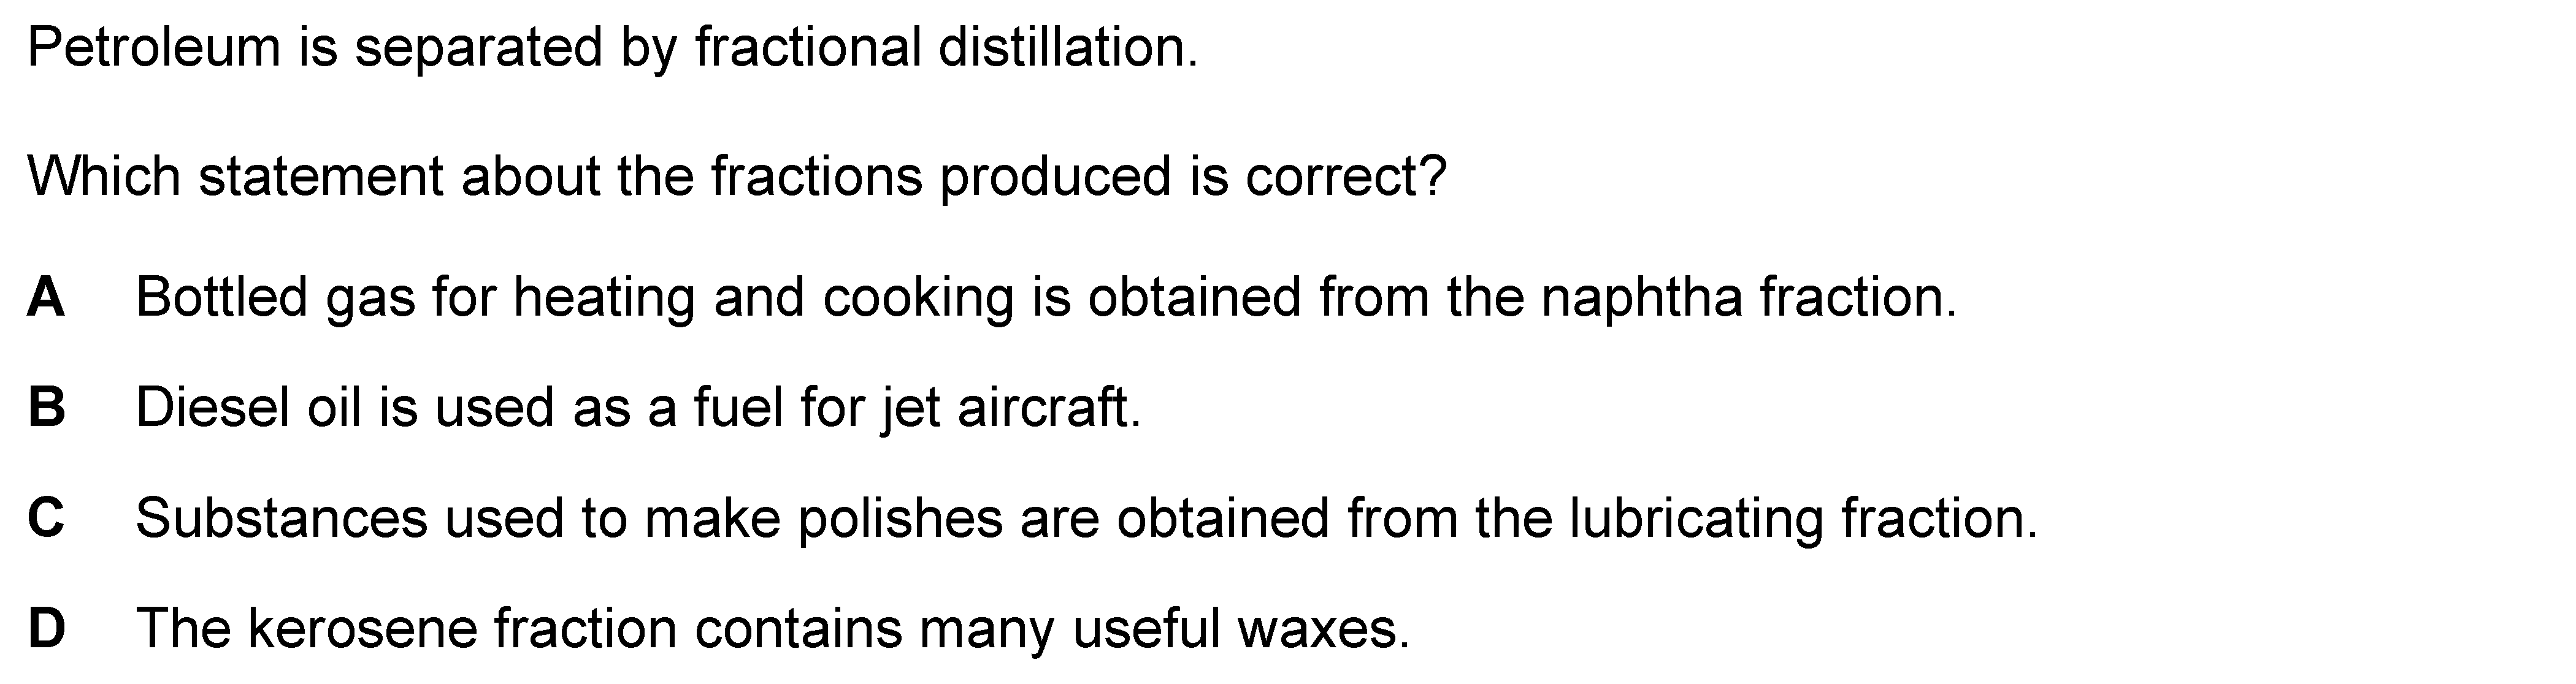 Petroleum is separated by fractional distillation.
Which statement about the fractions produced is correct?
A Bottled gas for heating and cooking is obtained from the naphtha fraction.
B Diesel oil is used as a fuel for jet aircraft.
C Substances used to make polishes are obtained from the lubricating fraction.
D The kerosene fraction contains many useful waxes.